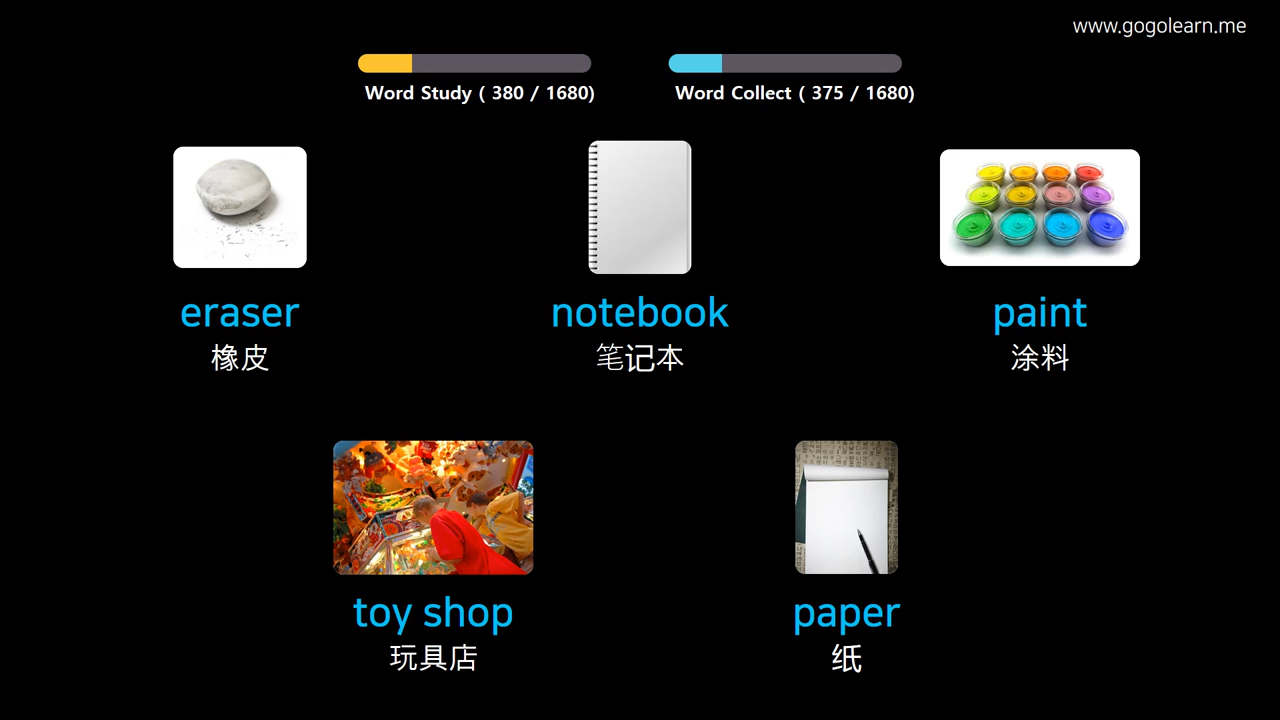 www.gogolearn.me
Word Study ( 380 / 1680)
Word Collect ( 375 / 1680)
eraser
橡皮
notebook
笔记本
paint
涂料
toy shop
玩具店
paper
纸